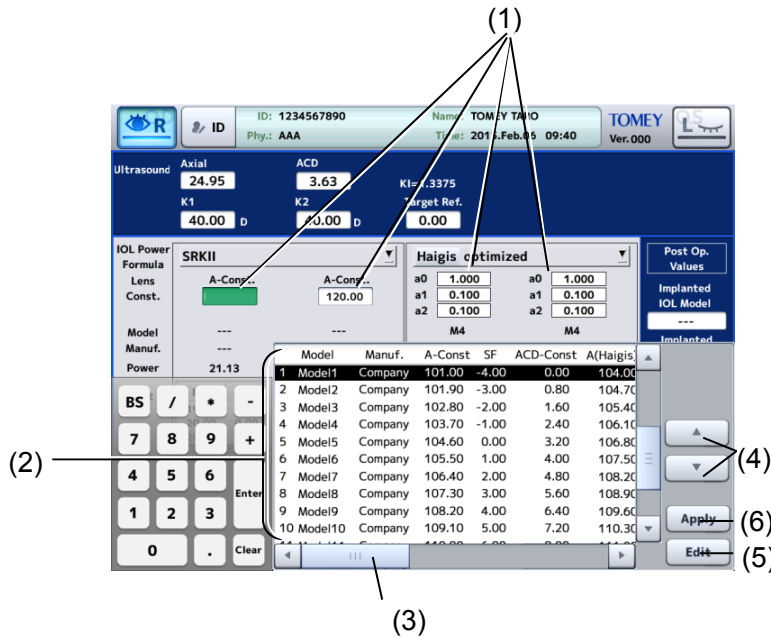 (1)
R
ID
ID: 1234567890 Name: TOMEY TARO
Phy.: AAA Time: 2015.Feb.06 09:40
TOMEY
Ver.000
L
Ultrasound
Axial ACD
24.95 3.63 KI=1.3375
K1 K2 Target Ref.
40.00 D 40.00 D 0.00
IOL Power
Formula
SRKII
Haigis optimized
Post Op.
Values
Lens
Const.
A-Const.. A-Const..
120.00
a0 1.000 a0 1.000
a1 0.100 a1 0.100
a2 0.100 a2 0.100
Implanted
IOL Model
---
Implanted
Model --- --- M4 M4
Manuf. ---
Power 21.13
Model Manuf. A-Const SF ACD-Const A(Haigis)
1 Model1 Company 101.00 -4.00 0.00 104.00
2 Model2 Company 101.90 -3.00 0.80 104.70
3 Model3 Company 102.80 -2.00 1.60 105.40
4 Model4 Company 103.70 -1.00 2.40 106.10
5 Model5 Company 104.60 0.00 3.20 106.80
6 Model6 Company 105.50 1.00 4.00 107.50
7 Model7 Company 106.40 2.00 4.80 108.20
8 Model8 Company 107.30 3.00 5.60 108.90
9 Model9 Company 108.20 4.00 6.40 109.60
10 Model10 Company 109.10 5.00 7.20 110.30
BS / * -
7 8 9 +
4 5 6
Enter
1 2 3
0 . Clear
Apply
Edit
(2)
(4)
(6)
(5)
(3)